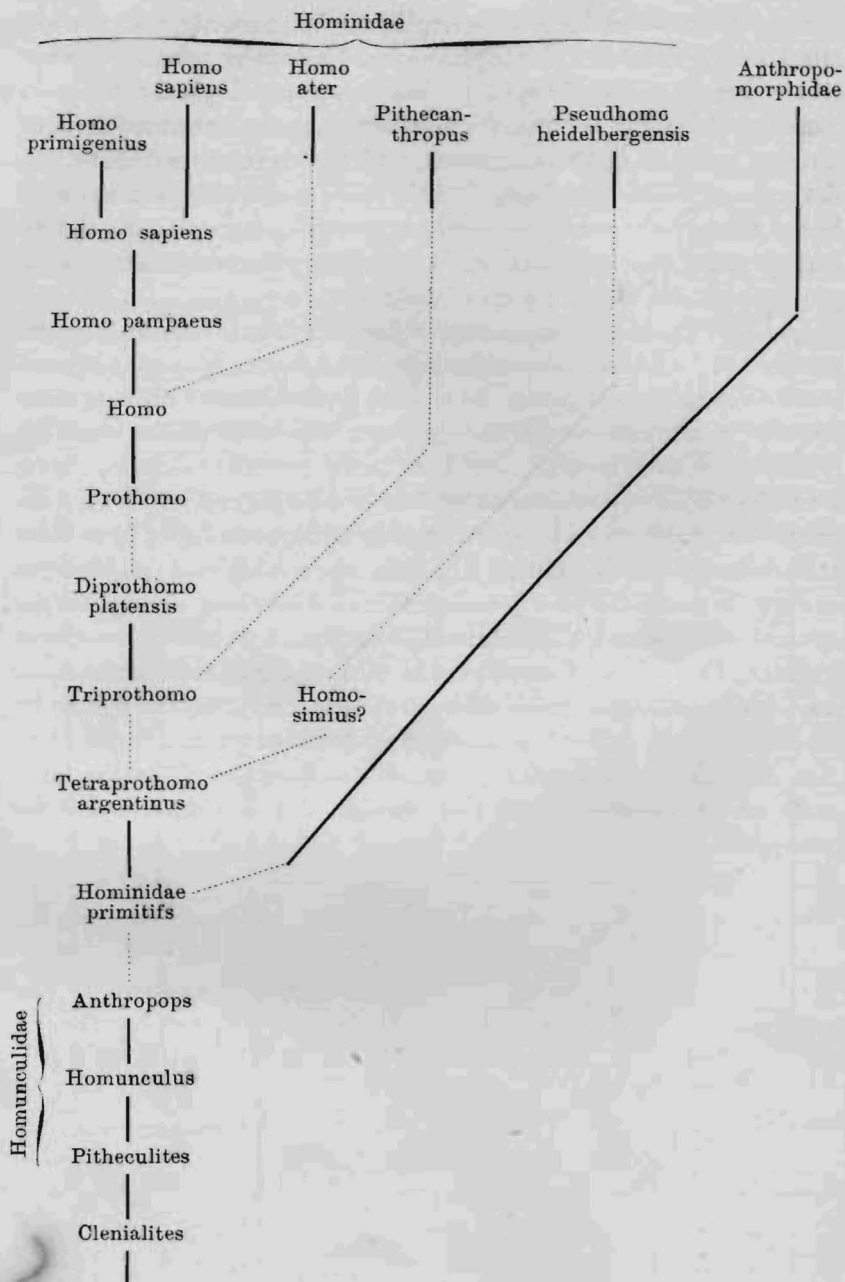 Hominidae
Homo
sapiens
Homo
ater
Anthropo-
morphidae
Homo
primigenius
Pithecan-
thropus
Pseudhomo
heidelbergensis
Homo sapiens
Homo pampaeus
Homo
Prothomo
Diprothomo
platensis
Triprothomo
Homo-
simius?
Tetraprothomo
argentinus
Hominidae
primitifs
Homunculidae
Anthropops
Homunculus
Pitheculites
Clenialites